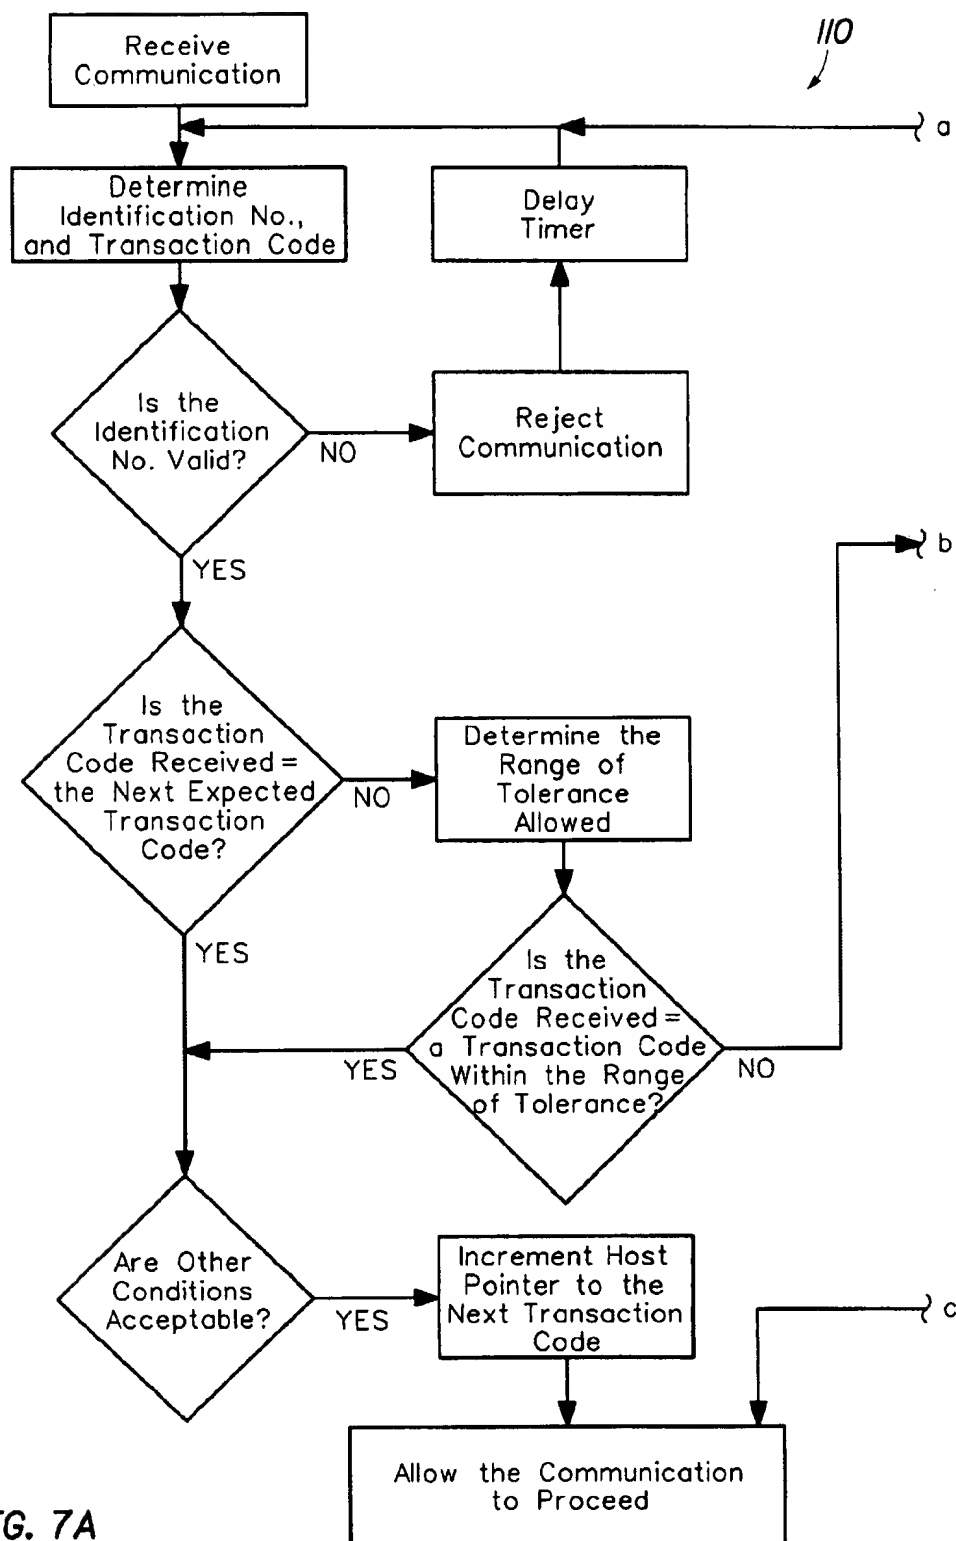 Receive
Communication
110
a
Determine
Identification No.,
and Transaction Code
Delay
Timer
Is the
Identification
No. Valid?
NO
Reject
Communication
YES
b
Is the
Transaction
Code Received =
the Next Expected
Transaction
Code?
NO
Determine the
Range of
Tolerance
Allowed
YES
Is the
Transaction
Code Received =
a Transaction Code
Within the Range
of Tolerance?
YES
NO
Are Other
Conditions
Acceptable?
YES
Increment Host
Pointer to the
Next Transaction
Code
c
Allow the Communication
to Proceed
G. 7A